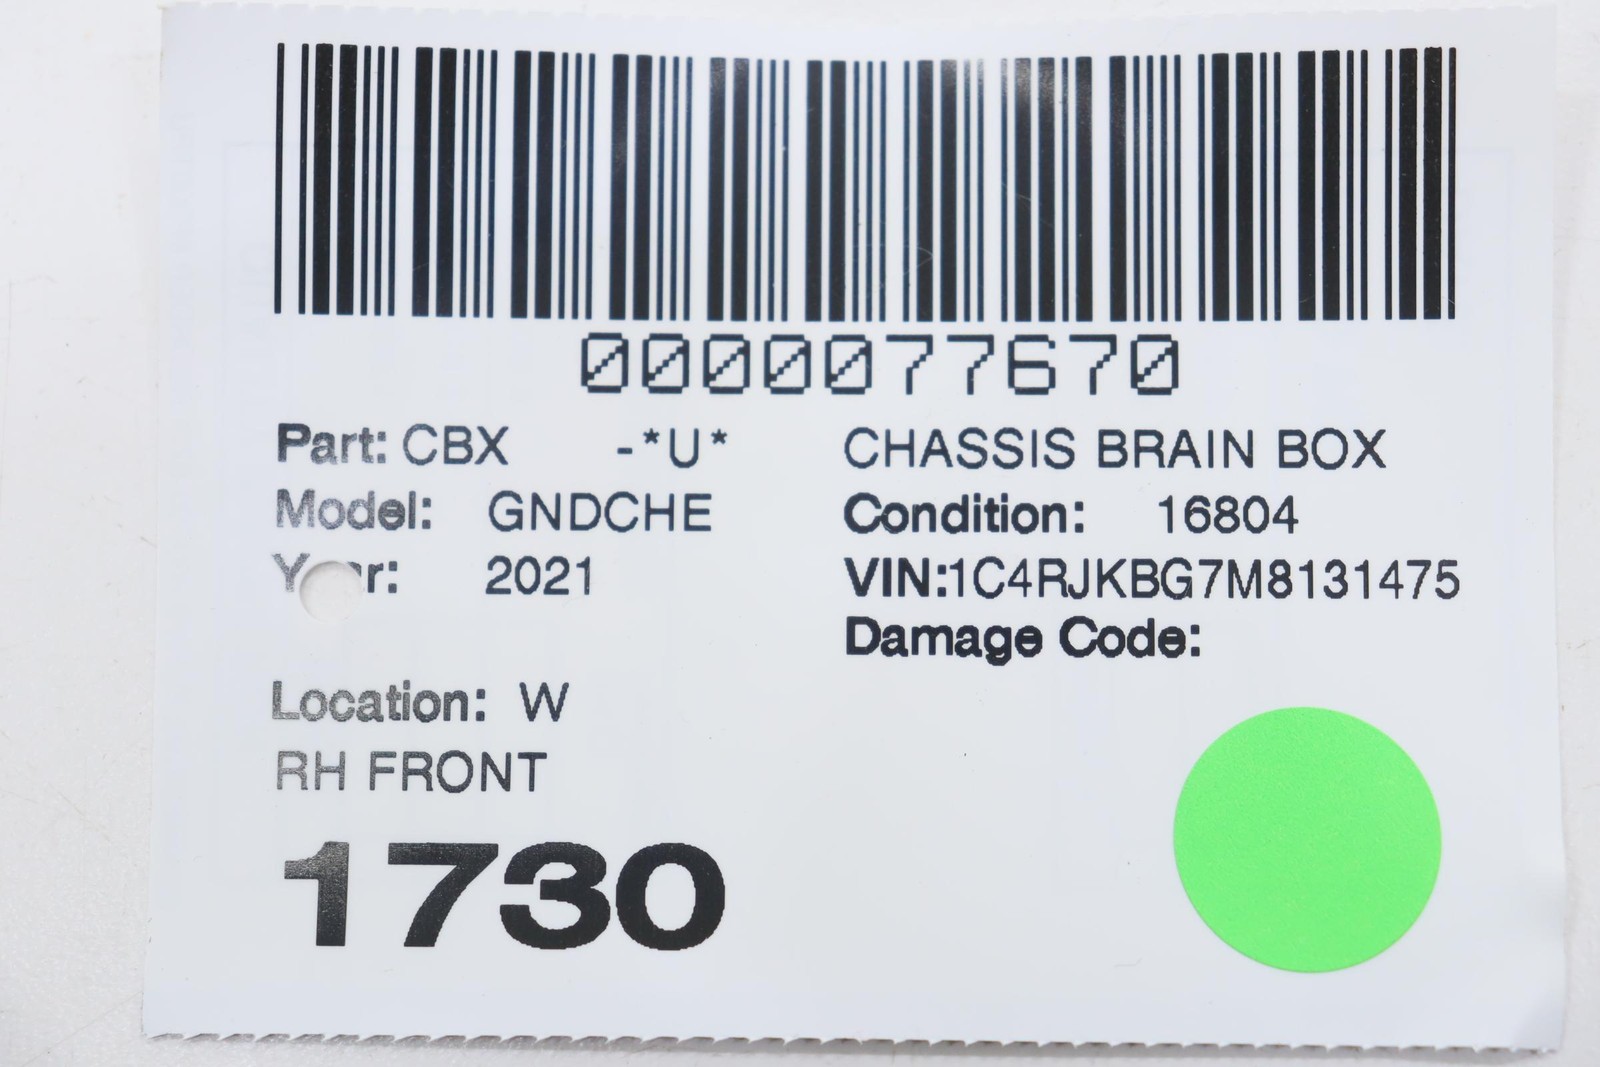 0000077670
Part: CBX -*U* CHASSIS BRAIN BOX
Model: GNDCHE Condition: 16804
2021 VIN:1C4RJKBG7M8131475
Damage Code:
Location: W
RH FRONT
1730